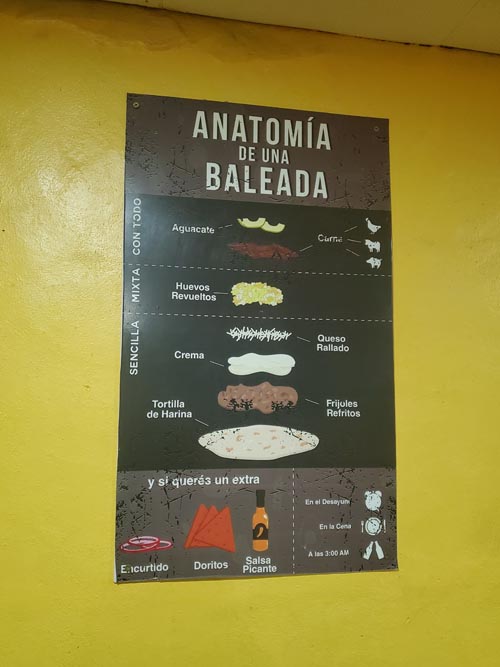 ANATOMÍA
DE UNA
BALEADA
CON TODO
Aguacate
Carne
MIXTA
Huevos
Revueltos
SENCILLA
Queso
Rallado
Crema
Tortilla
de Harina
Frijoles
Refritos
y si querés un extra
Encurtido
Doritos
Salsa
Picante
En el Desayuno
En la Cena
A las 3:00 AM